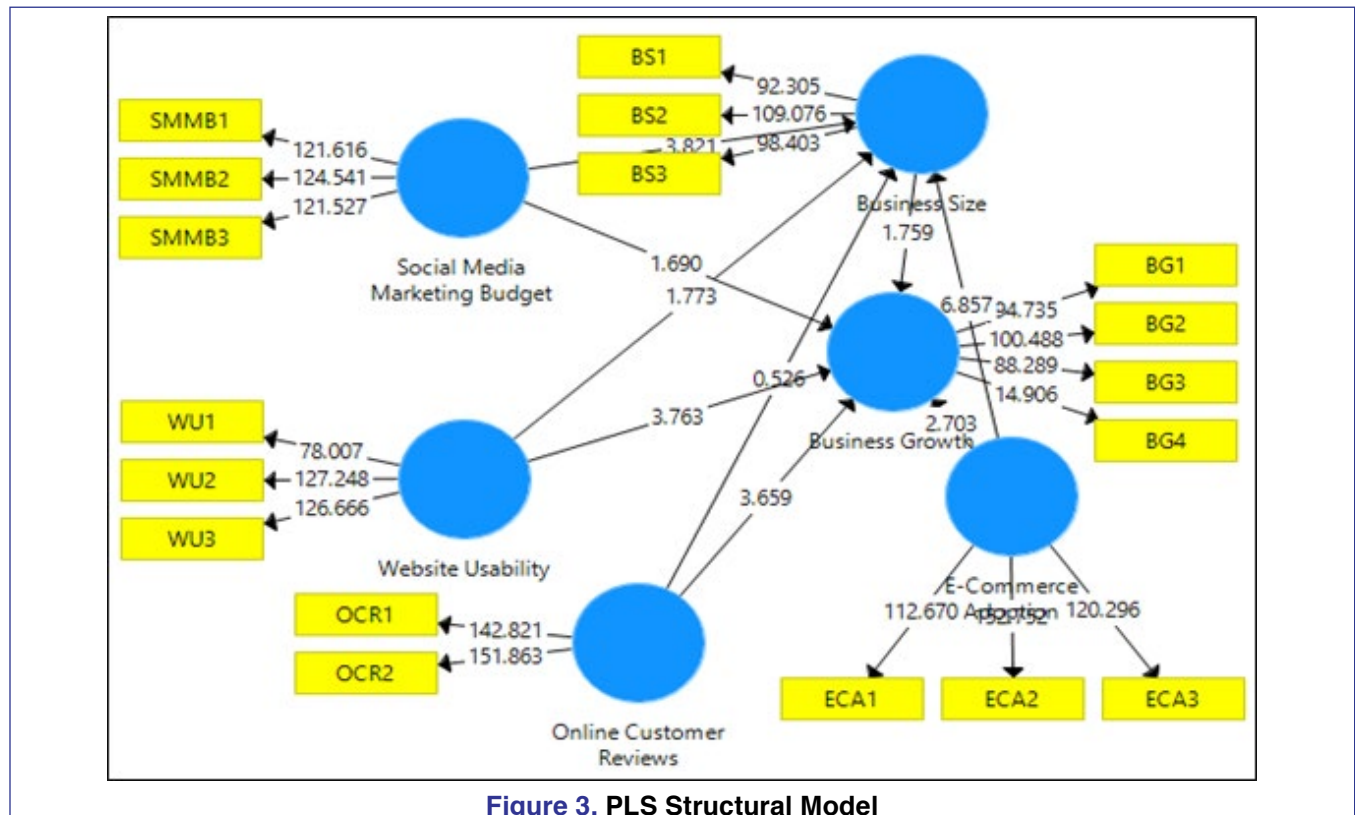 BS1
92.305
BS2
109.076
3.821
98.403
BS3
Business Size
1.759
SMMB1
121.616
SMMB2
124.541
SMMB3
121.527
Social Media
Marketing Budget
1.690
1.773
6.857
94.735
BG1
100.488
BG2
88.289
BG3
14.906
BG4
0.526
3.763
2.703
Business Growth
WU1
78.007
WU2
127.248
WU3
126.666
Website Usability
3.659
OCR1
142.821
OCR2
151.863
Online Customer
Reviews
E-Commerce
Adoption
112.670
120.296
ECA1
ECA2
ECA3
Figure 3. PLS Structural Model